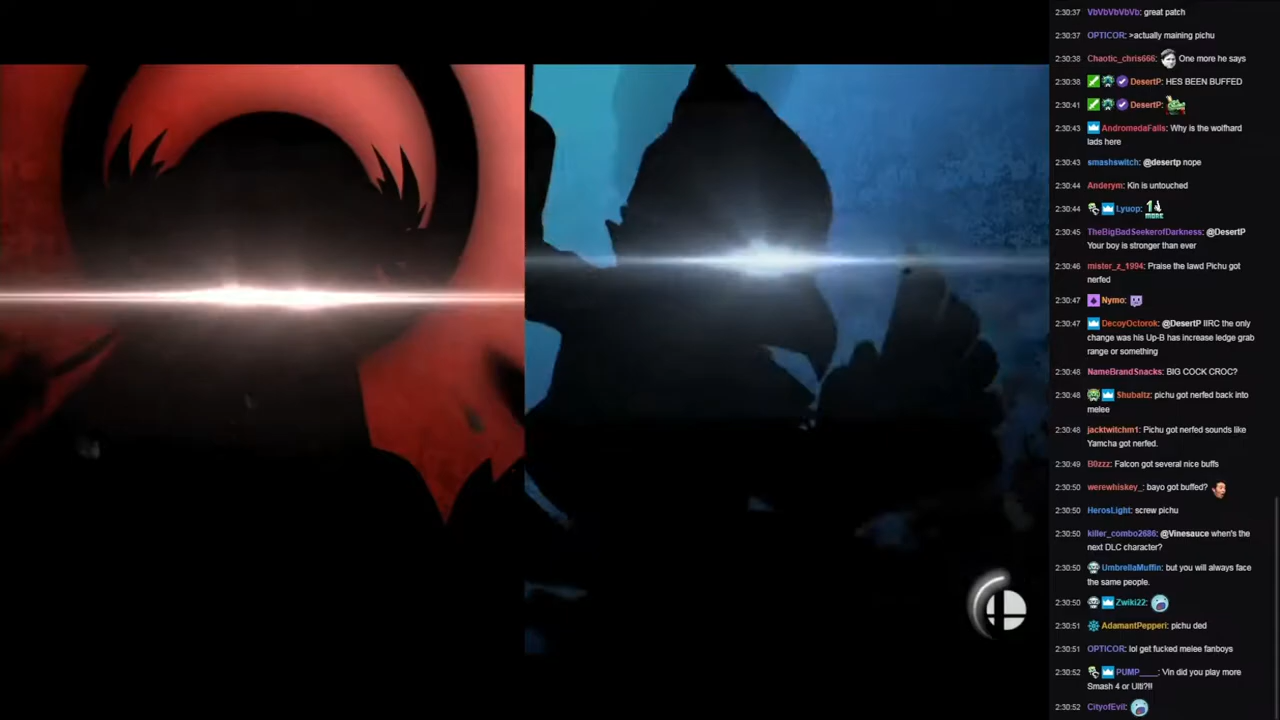 2:30:37 VbVbVbVbVb: great patch
2:30:37 OPTICOR: >actually maining pichu
2:30:38 Chaotic_chris666: One more he says
2:30:38 DesertP: HES BEEN BUFFED
2:30:41 DesertP:
2:30:43 AndromedaFalls: Why is the wolfhard
lads here
2:30:43 smashswitch: @desertp nope
2:30:44 Anderym: Kin is untouched
2:30:44 Lyuop: 1 MORE
2:30:45 TheBigBadSeekerofDarkness: @DesertP
Your boy is stronger than ever
2:30:46 mister_z_1994: Praise the lawd Pichu got
nerfed
2:30:47 Nymo:
2:30:47 DecoyOctorok: @DesertP IIRC the only
change was his Up-B has increase ledge grab
range or something
2:30:48 NameBrandSnacks: BIG COCK CROC?
2:30:48 Shubaltz: pichu got nerfed back into
melee
2:30:48 jacktwitchm1: Pichu got nerfed sounds like
Yamcha got nerfed.
2:30:49 B0zzz: Falcon got several nice buffs
2:30:50 werewhiskey_: bayo got buffed?
2:30:50 HerosLight: screw pichu
2:30:50 killer_combo2686: @Vinesauce when's the
next DLC character?
2:30:50 UmbrellaMuffin: but you will always face
the same people.
2:30:50 Zwiki22:
2:30:51 AdamantPepperi: pichu ded
2:30:51 OPTICOR: lol get fucked melee fanboys
2:30:52 PUMP____: Vin did you play more
Smash 4 or Ulti?!!
2:30:52 CityofEvil: